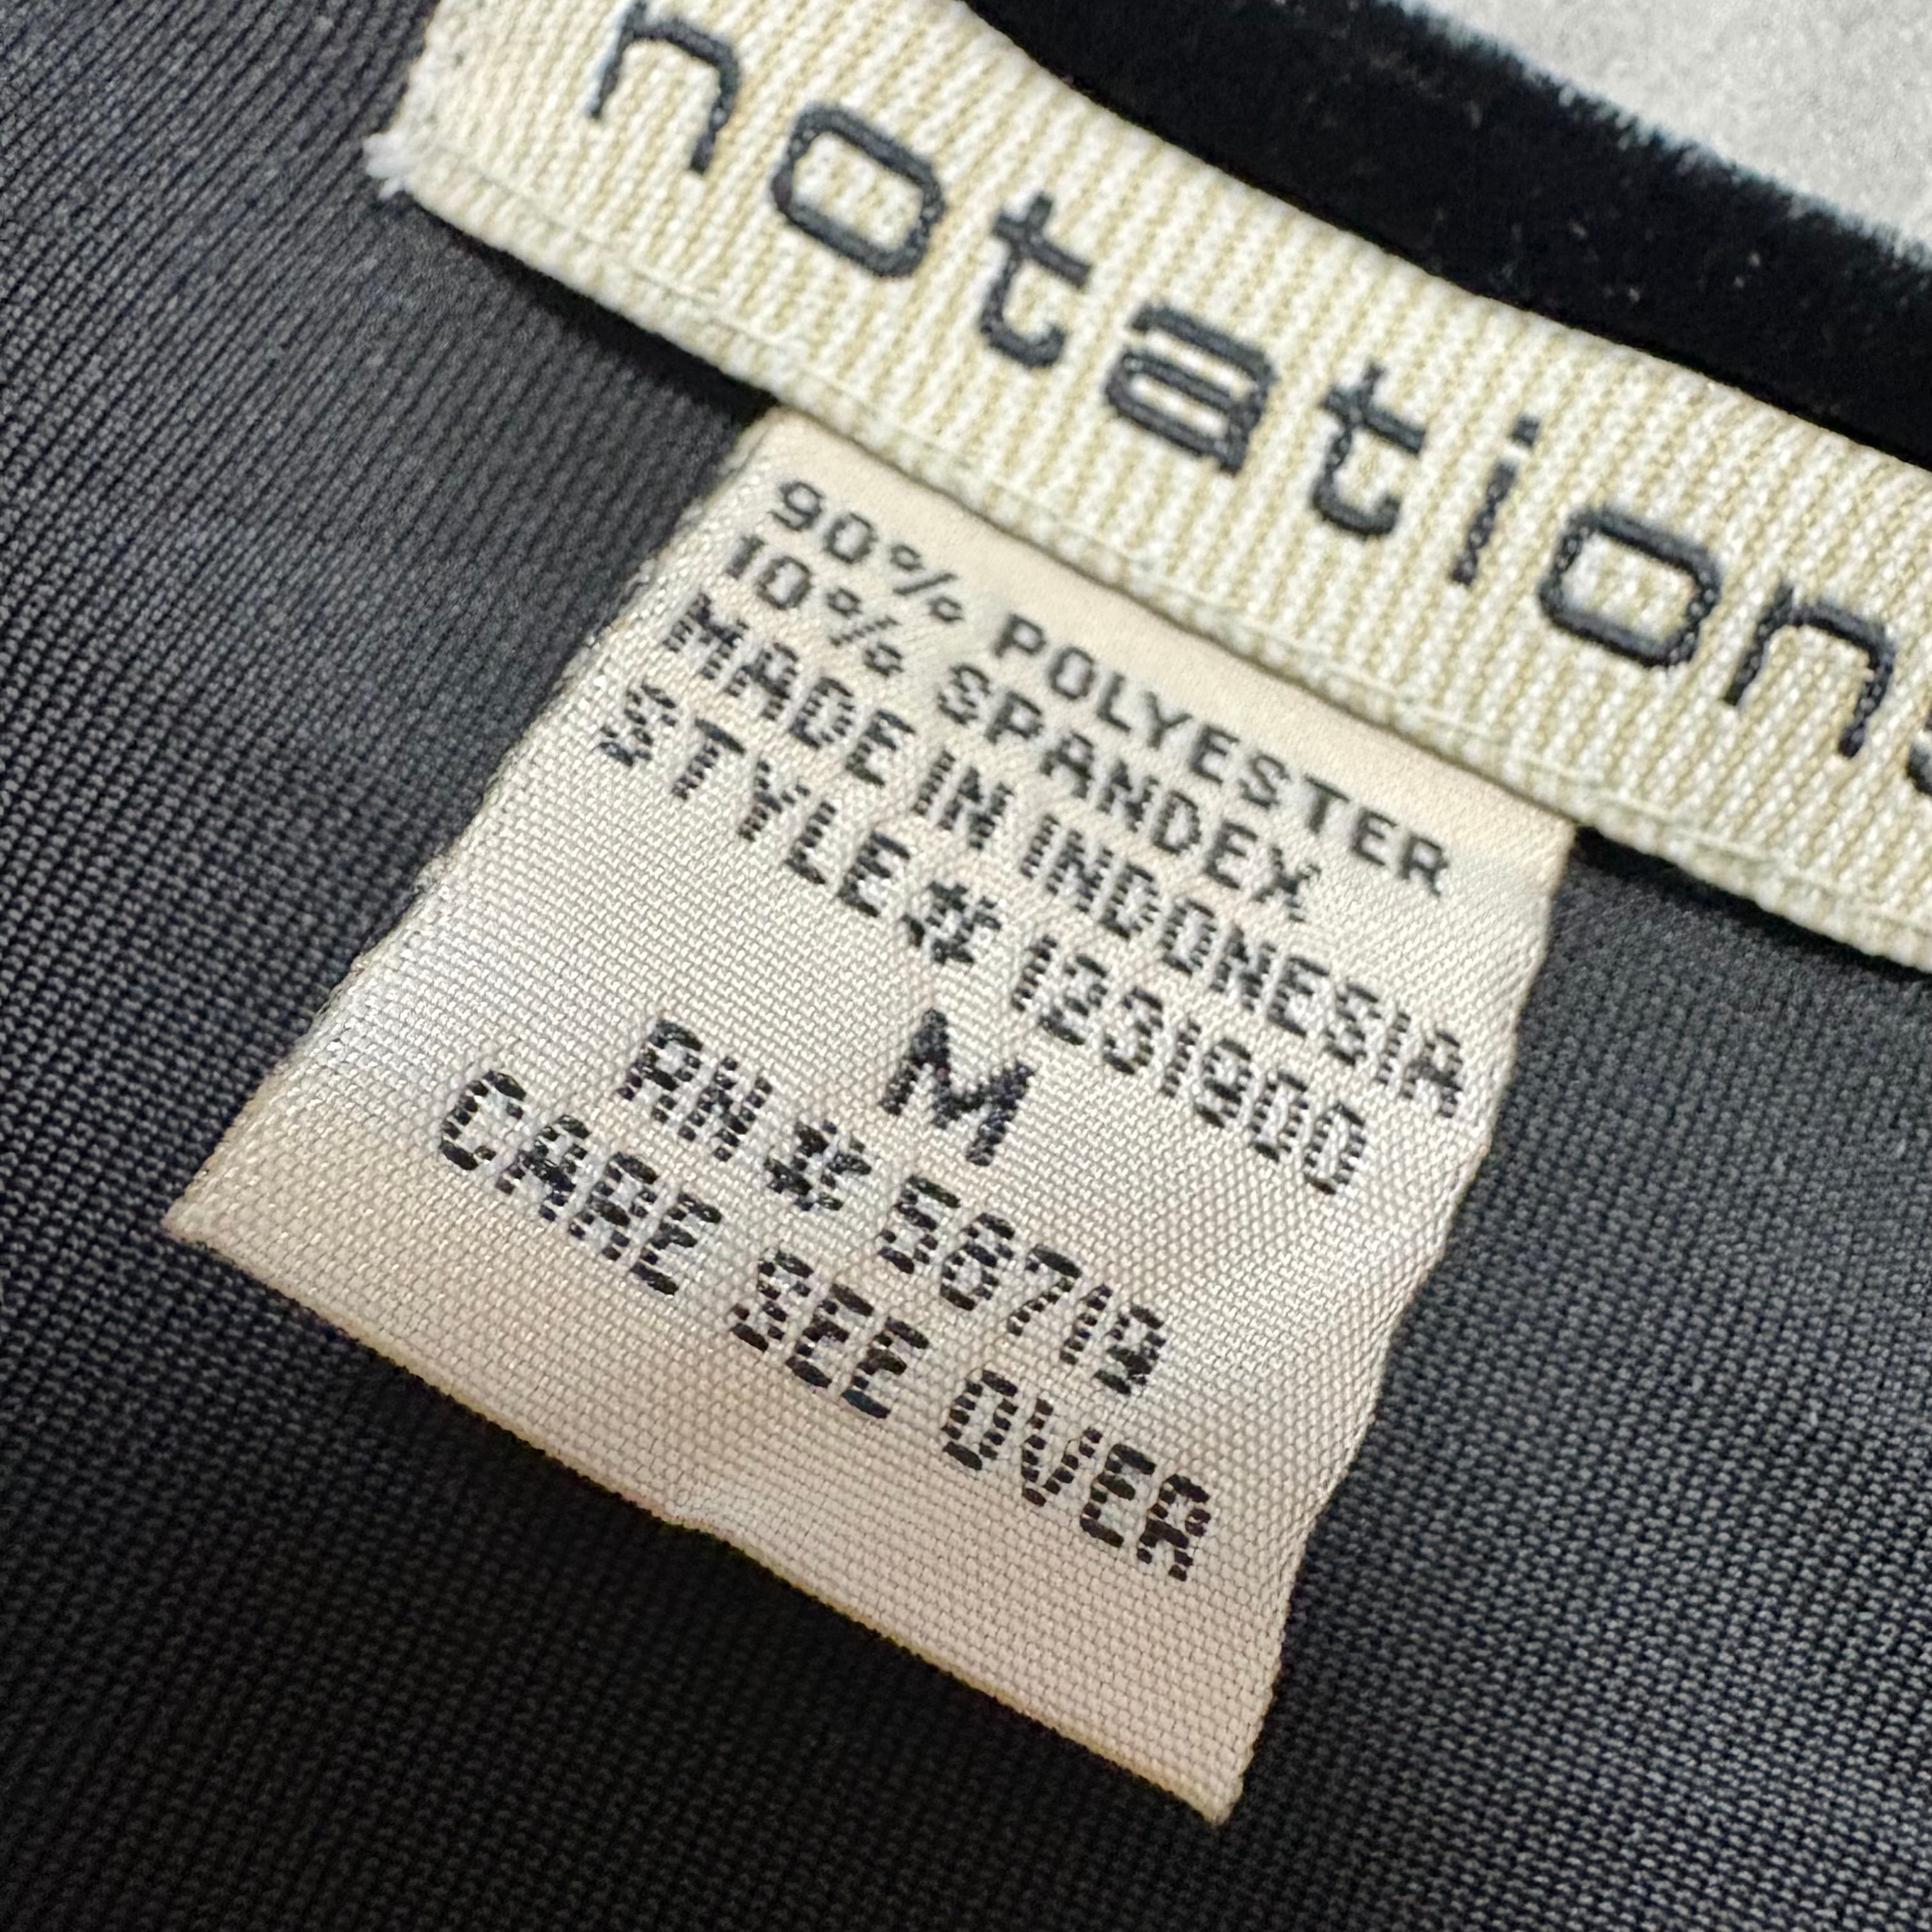 notations
90% POLYESTER
10% SPANDEX
MADE IN INDONESIA
STYLE# 1231900
M
RN# 56719
CARE SEE OVER